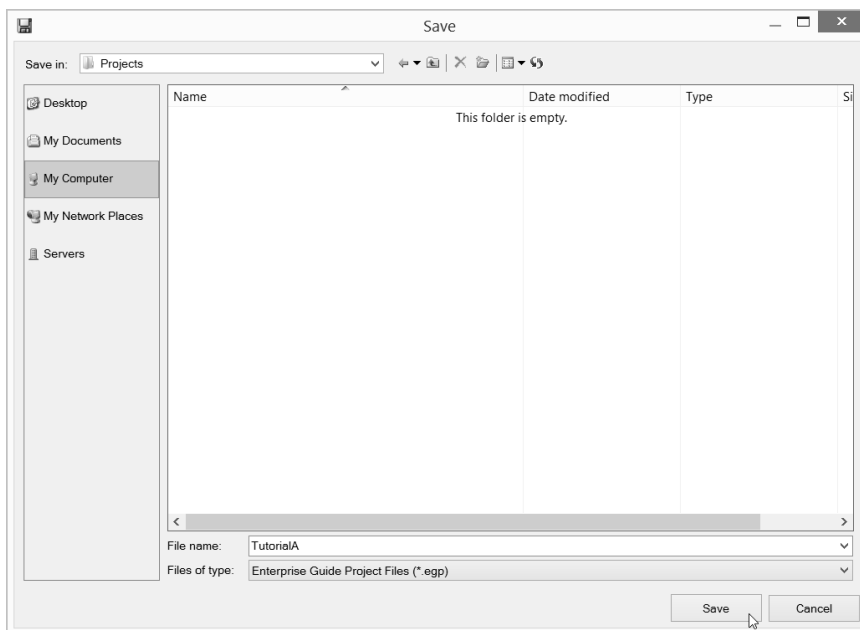 Save
Save in: Projects
Desktop
My Documents
My Computer
My Network Places
Servers
Name Date modified Type Si
This folder is empty.
File name: TutorialA
Files of type: Enterprise Guide Project Files (*.egp)
Save Cancel